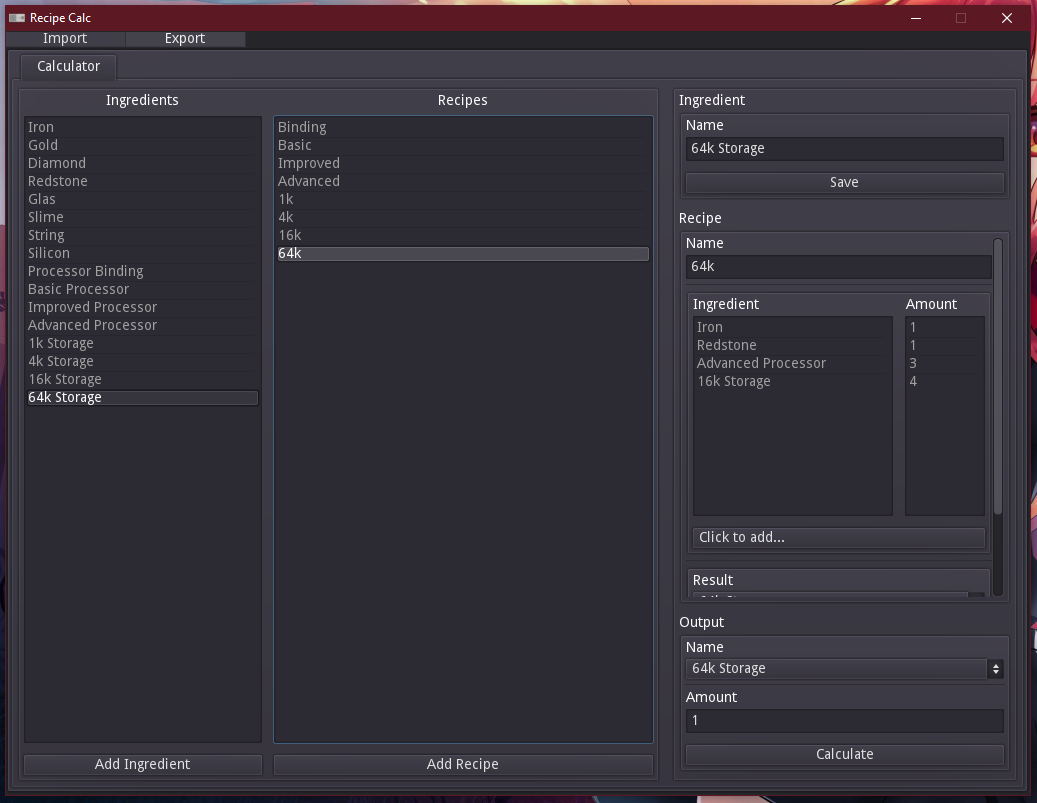 Recipe Calc
Import Export
Calculator
Ingredients
Iron
Gold
Diamond
Redstone
Glas
Slime
String
Silicon
Processor Binding
Basic Processor
Improved Processor
Advanced Processor
1k Storage
4k Storage
16k Storage
64k Storage
Add Ingredient
Recipes
Binding
Basic
Improved
Advanced
1k
4k
16k
64k
Add Recipe
Ingredient
Name
64k Storage
Save
Recipe
Name
64k
Ingredient Amount
Iron 1
Redstone 1
Advanced Processor 3
16k Storage 4
Click to add...
Result
Output
Name
64k Storage
Amount
1
Calculate